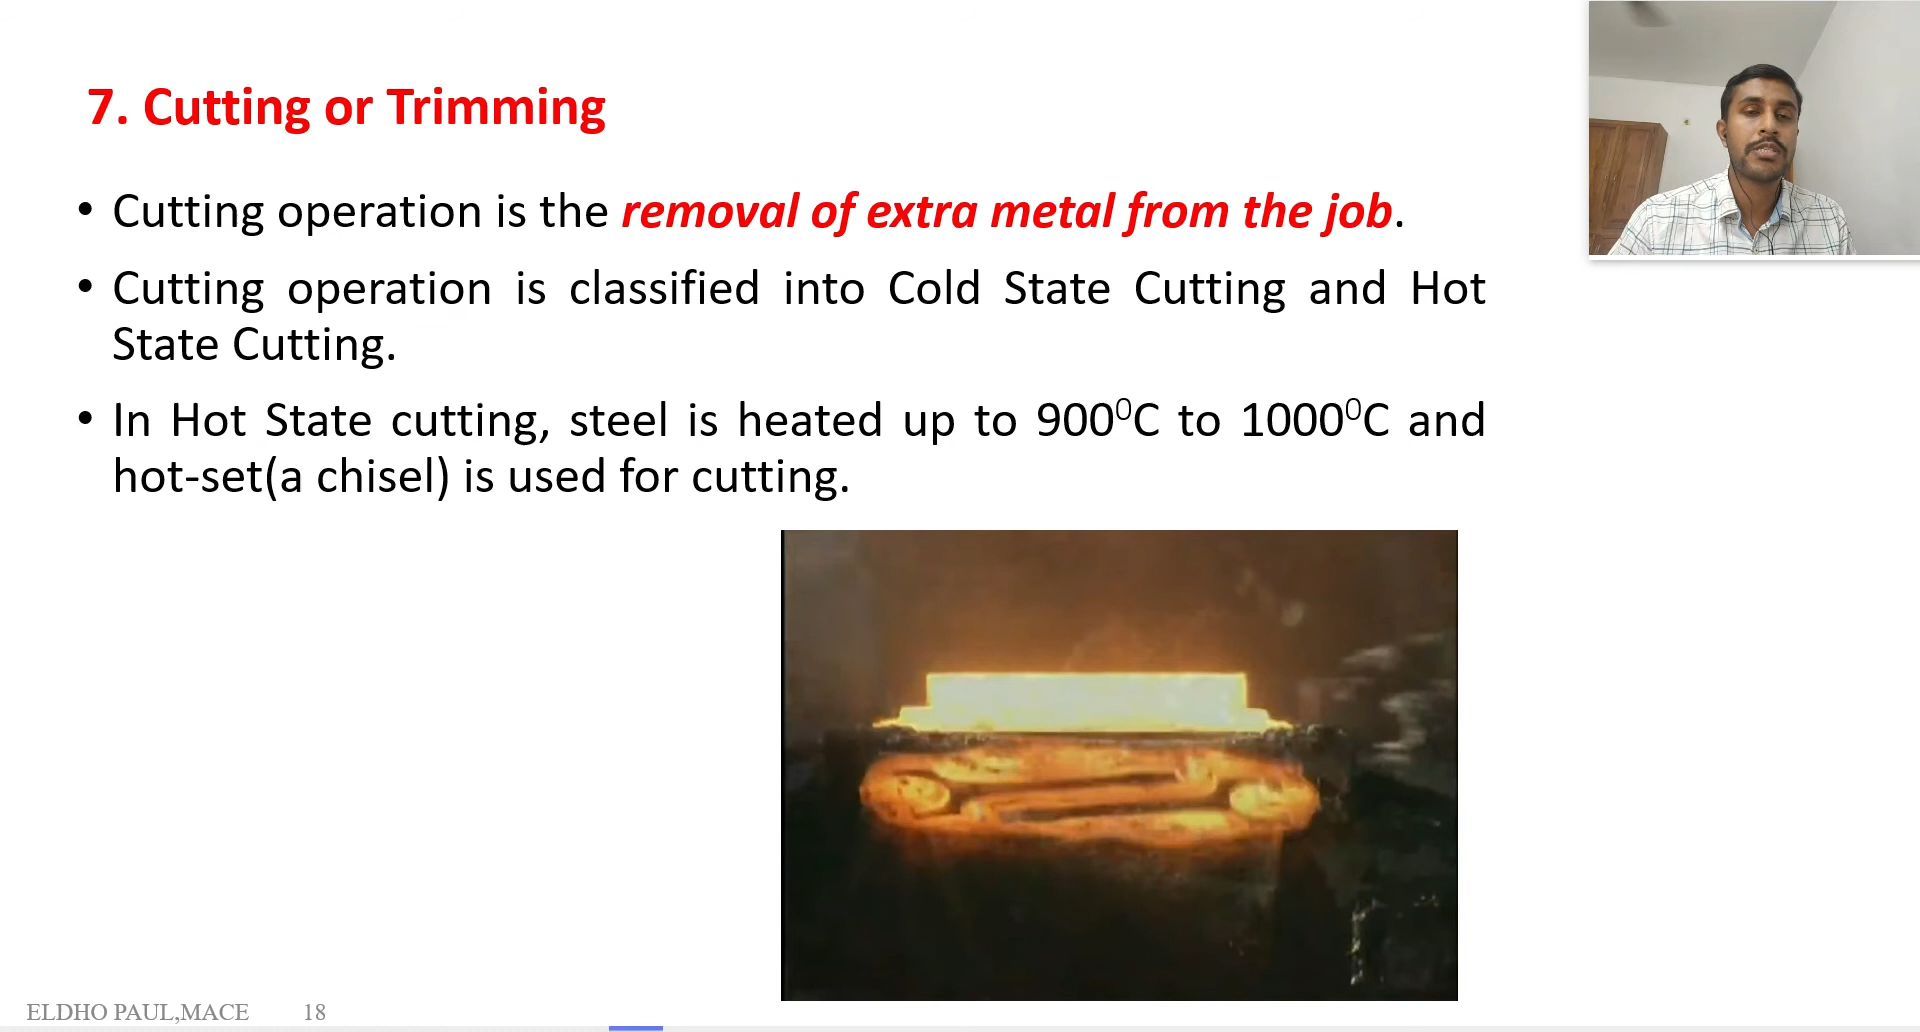 7. Cutting or Trimming
• Cutting operation is the removal of extra metal from the job.
• Cutting operation is classified into Cold State Cutting and Hot
State Cutting.
• In Hot State cutting, steel is heated up to 900⁰C to 1000⁰C and
hot-set(a chisel) is used for cutting.
ELDHO PAUL,MACE 18